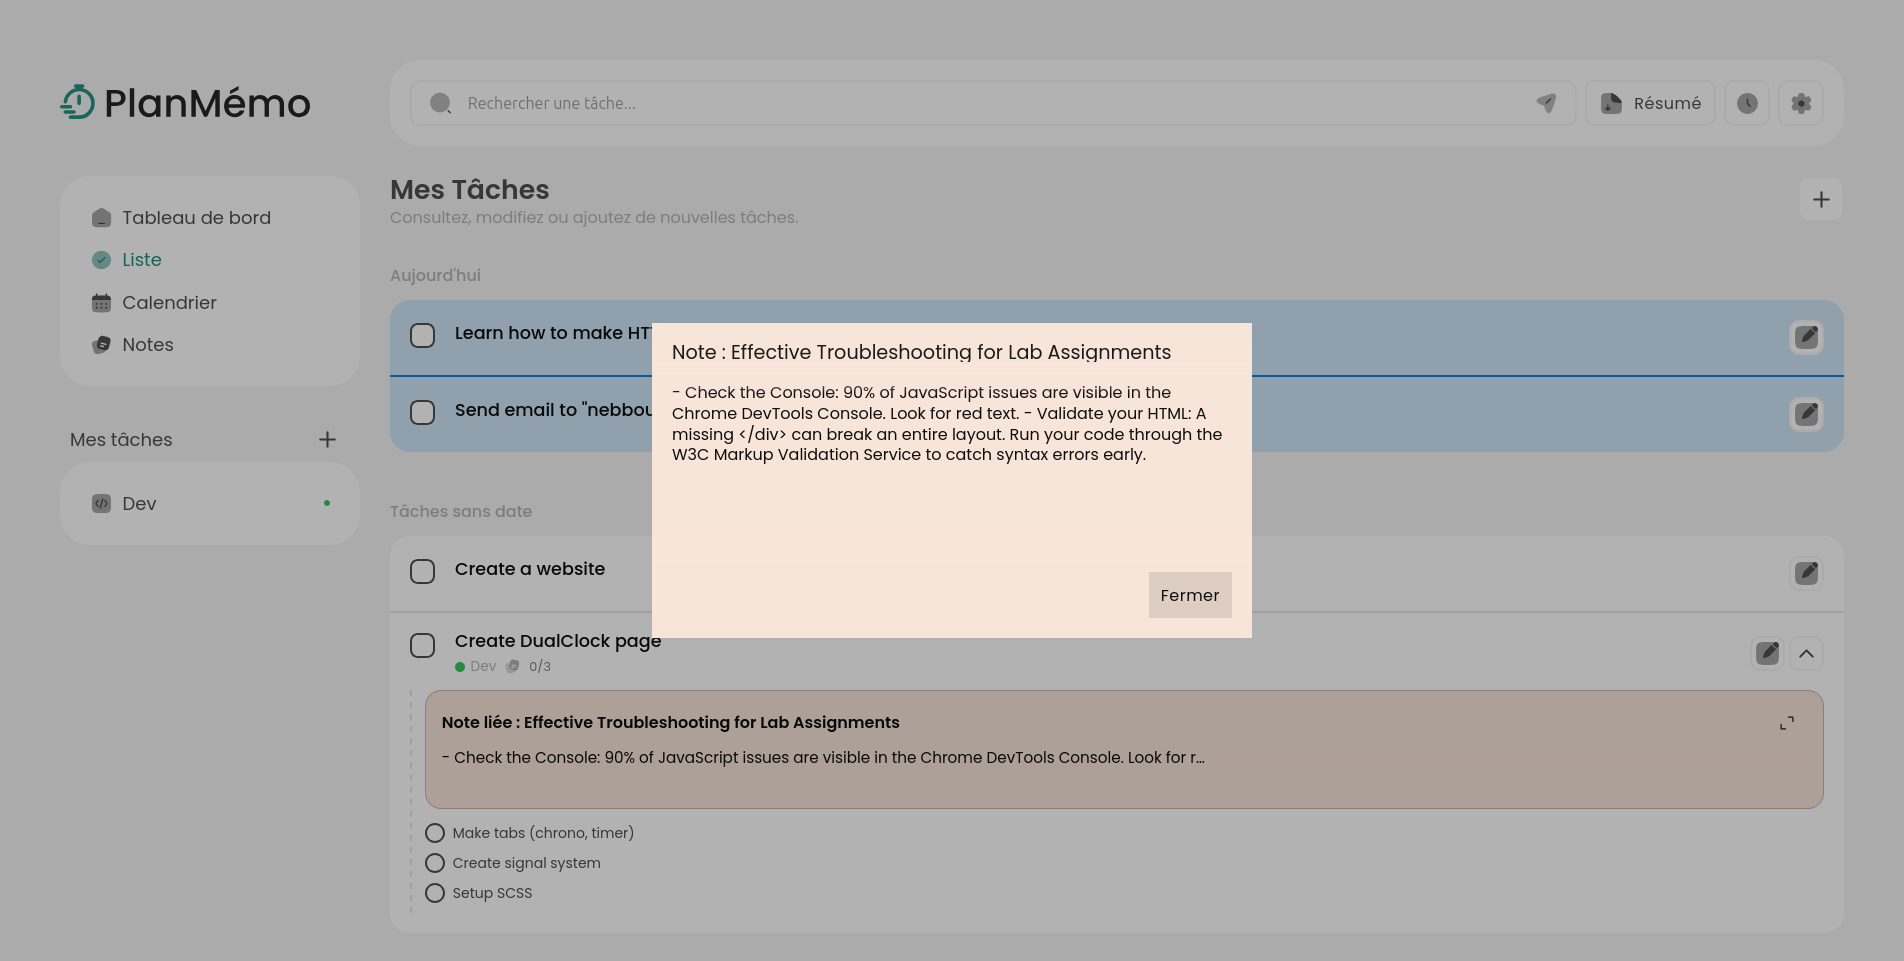 PlanMémo
Rechercher une tâche...
Résumé
Tableau de bord
Liste
Calendrier
Notes
Mes tâches
Dev
Mes Tâches
Consultez, modifiez ou ajoutez de nouvelles tâches.
Aujourd'hui
Learn how to make
Send email to
Note : Effective Troubleshooting for Lab Assignments
- Check the Console: 90% of JavaScript issues are visible in the
Chrome DevTools Console. Look for red text. - Validate your HTML: A
missing </div> can break an entire layout. Run your code through the
W3C Markup Validation Service to catch syntax errors early.
Fermer
Tâches sans date
Create a website
Create DualClock page
Dev 0/3
Note liée : Effective Troubleshooting for Lab Assignments
- Check the Console: 90% of JavaScript issues are visible in the Chrome DevTools Console. Look for r...
Make tabs (chrono, timer)
Create signal system
Setup SCSS